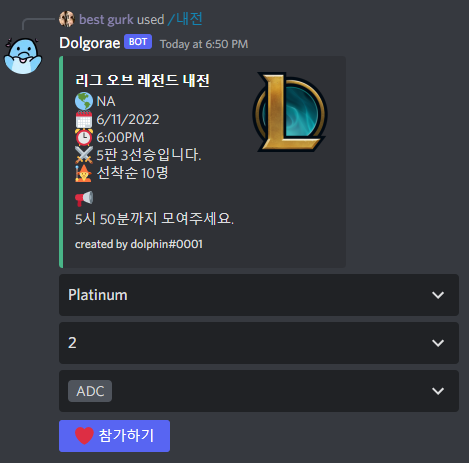 best gurk used /내전
Dolgorae BOT Today at 6:50 PM
리그 오브 레전드 내전
NA
6/11/2022
6:00PM
5판 3선승입니다.
선착순 10명
5시 50분까지 모여주세요.
created by dolphin#0001
Platinum
2
ADC
참가하기